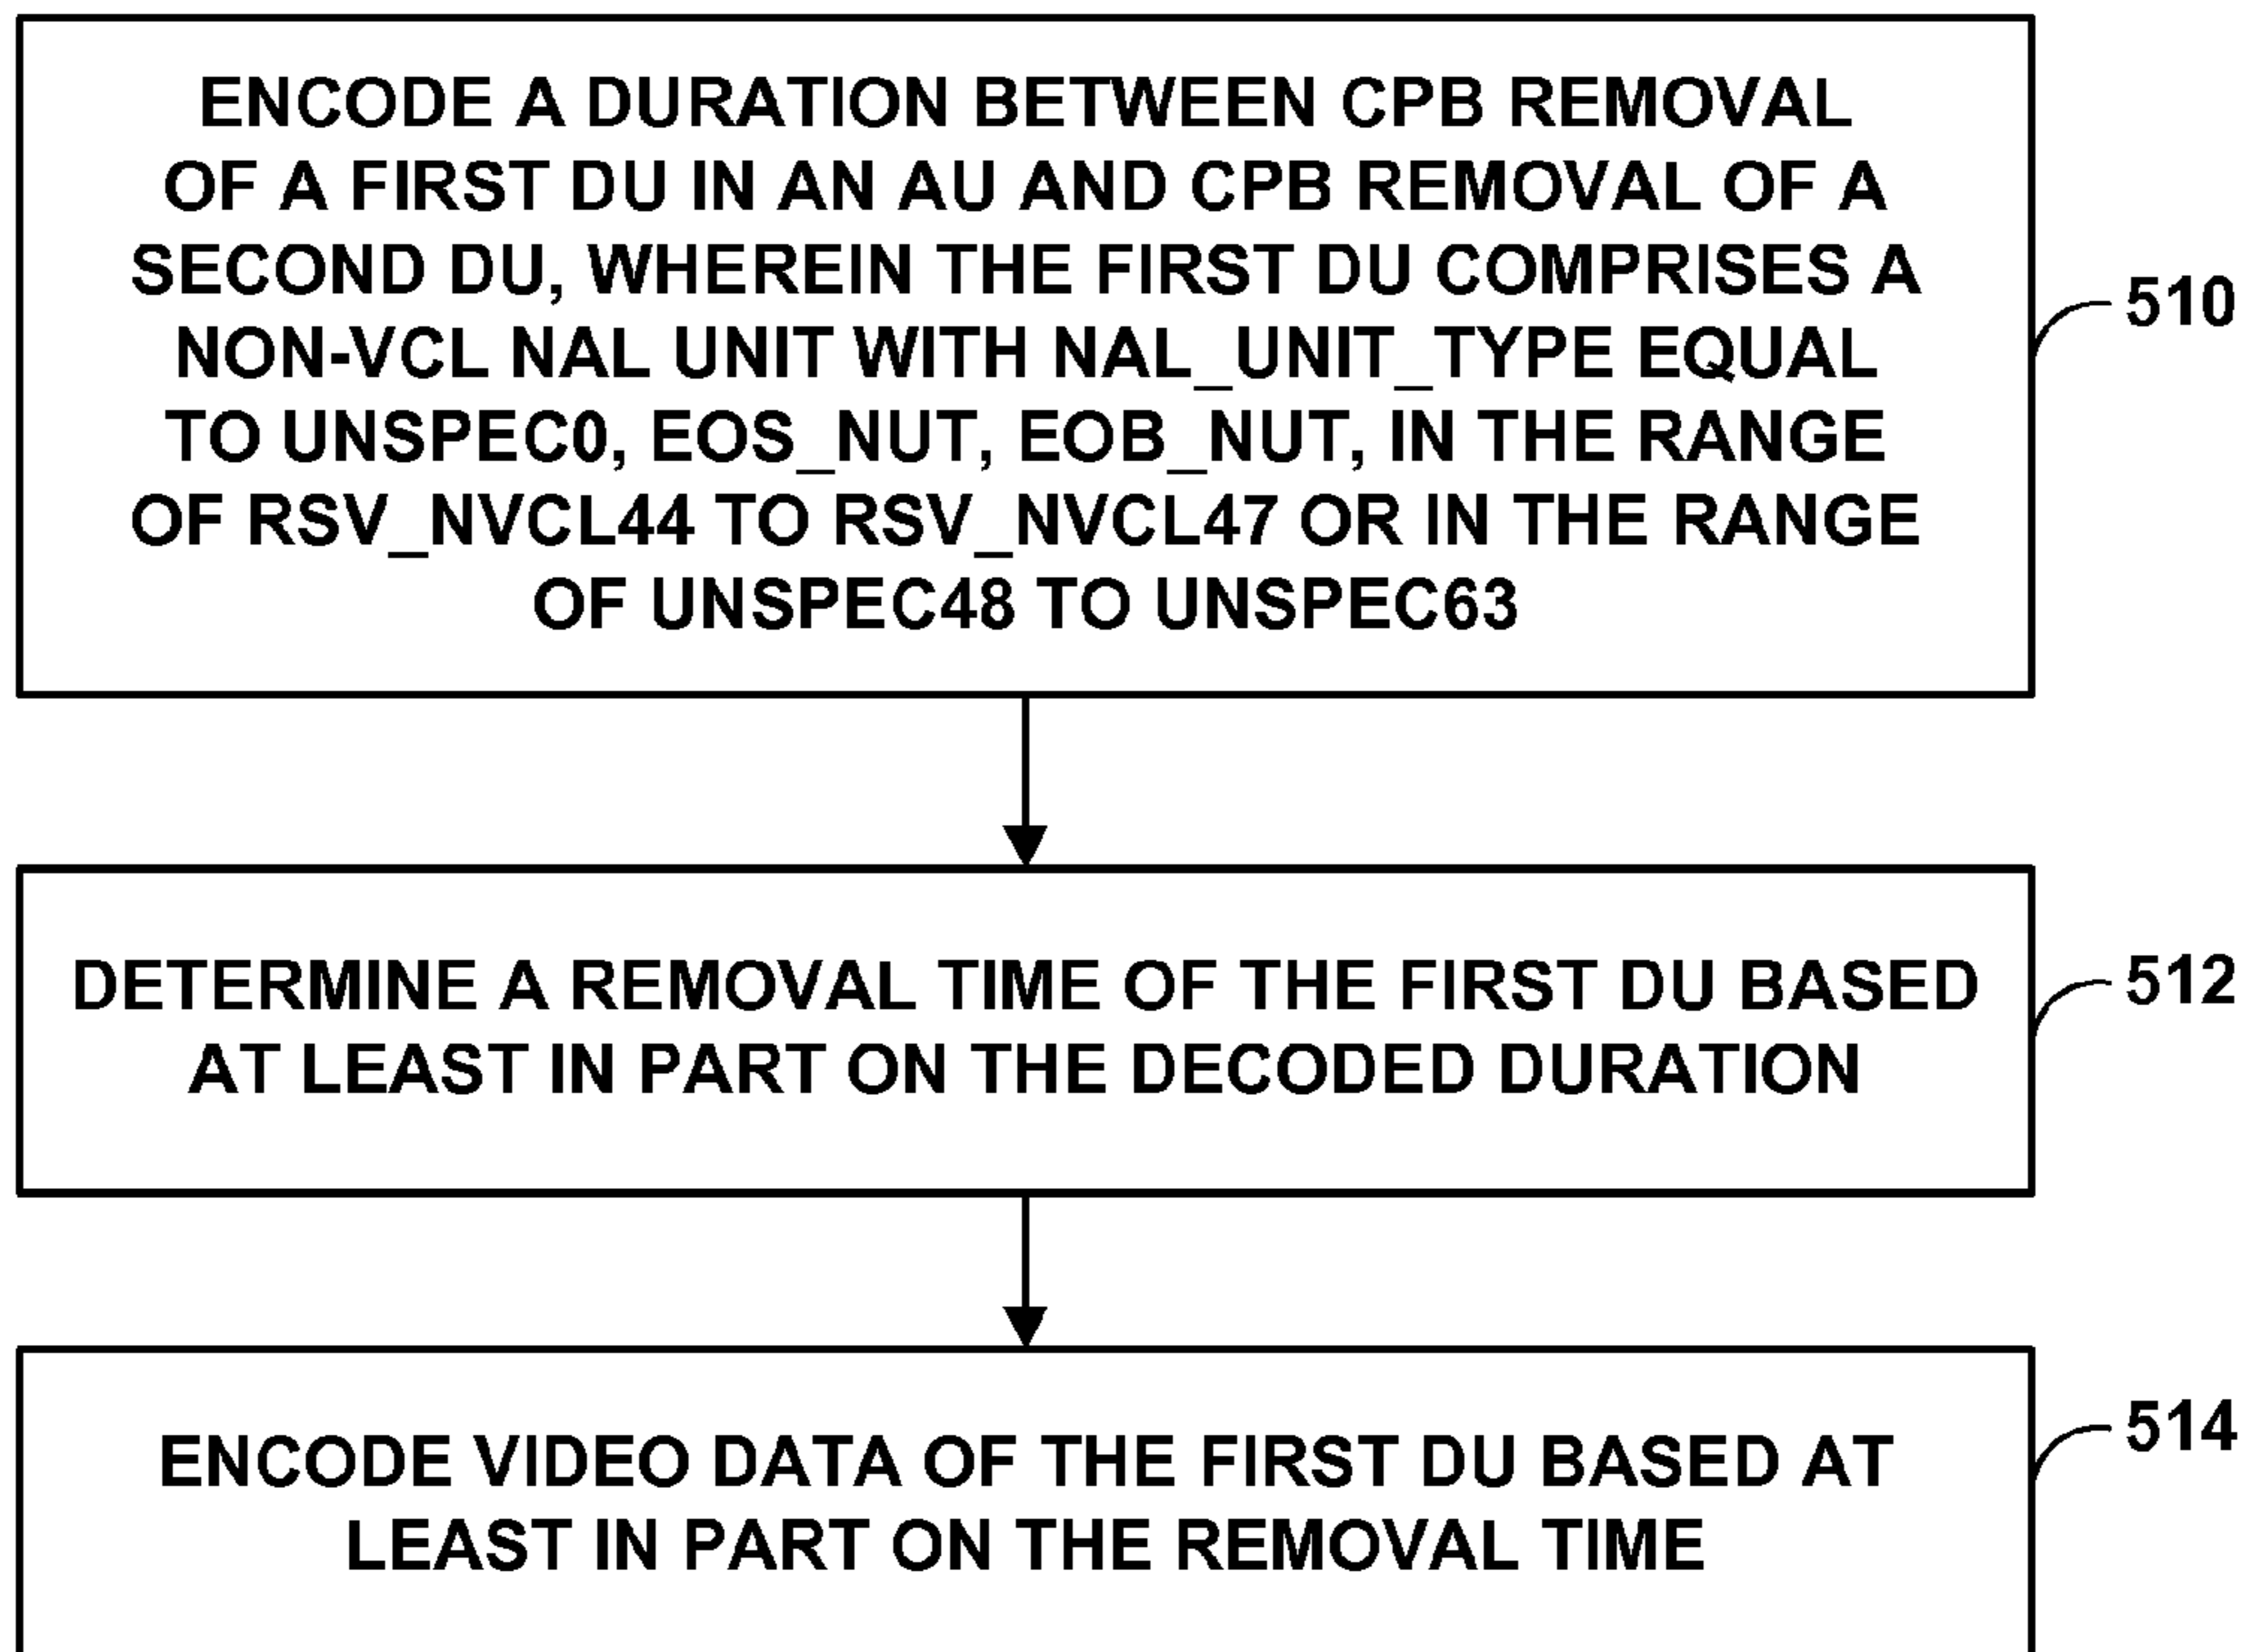 ENCODE A DURATION BETWEEN CPB REMOVAL
OF A FIRST DU IN AN AU AND CPB REMOVAL OF A
SECOND DU, WHEREIN THE FIRST DU COMPRISES A
NON-VCL NAL UNIT WITH NAL_UNIT_TYPE EQUAL
TO UNSPEC0, EOS_NUT, EOB_NUT, IN THE RANGE
OF RSV_NVCL44 TO RSV_NVCL47 OR IN THE RANGE
OF UNSPEC48 TO UNSPEC63
510
DETERMINE A REMOVAL TIME OF THE FIRST DU BASED
AT LEAST IN PART ON THE DECODED DURATION
512
ENCODE VIDEO DATA OF THE FIRST DU BASED AT
LEAST IN PART ON THE REMOVAL TIME
514